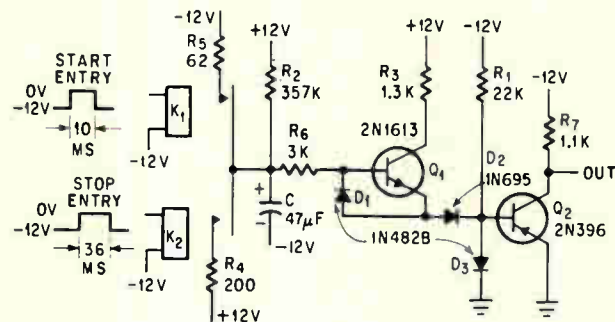 -12V
R5
62
+12V
R2
357K
+12V
R3
1.3K
-12V
R1
22K
-12V
R7
1.1K
START
ENTRY
0V
-12V
10
MS
K1
-12V
R6
3K
2N1613
Q1
D2
1N695
OUT
Q2
2N396
+
C
-
47µF
-12V
D1
1N482B
D3
STOP
ENTRY
0V
-12V
36
MS
K2
-12V
R4
200
+12V